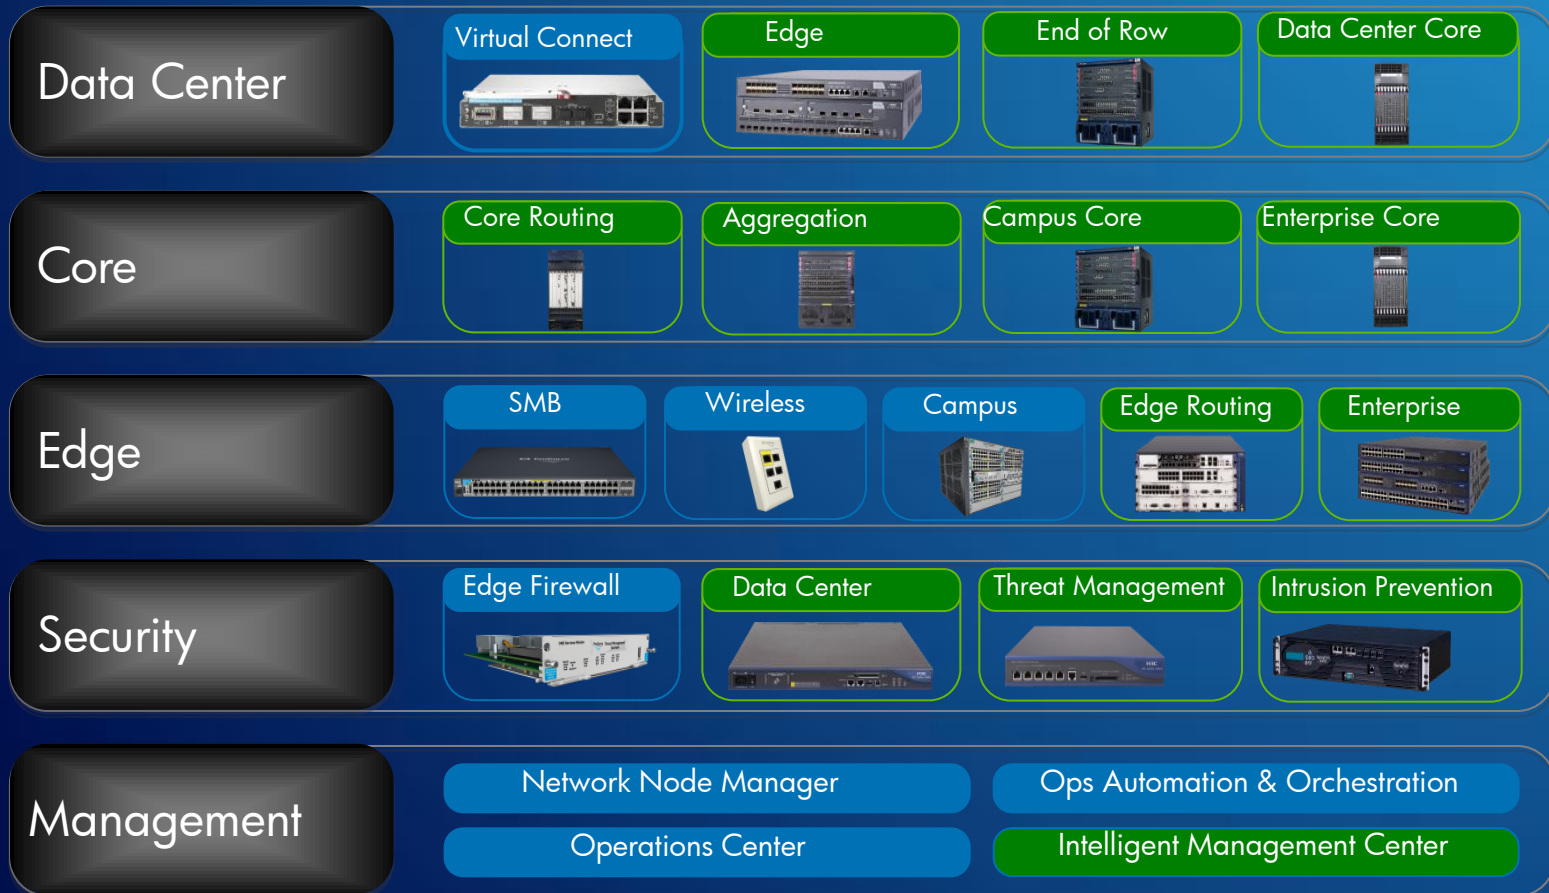 Data Center
Virtual Connect
Edge
End of Row
Data Center Core
Core
Core Routing
Aggregation
Campus Core
Enterprise Core
Edge
SMB
Wireless
Campus
Edge Routing
Enterprise
Security
Edge Firewall
Data Center
Threat Management
Intrusion Prevention
H3C
H3C
Management
Network Node Manager
Ops Automation & Orchestration
Operations Center
Intelligent Management Center